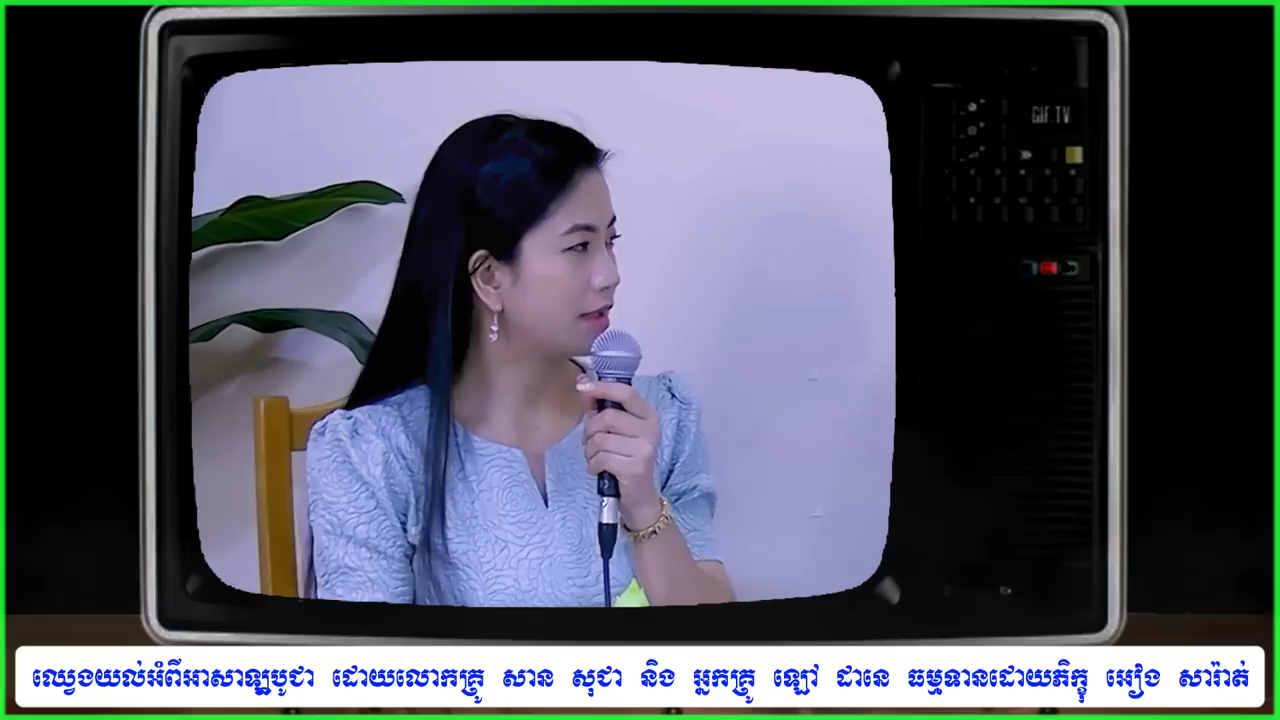 GIF.TV
ឈ្វេងយល់អំពីអាសាឡ្ហបូជា ដោយលោកគ្រូ សាន សុជា និង អ្នកគ្រូ ឡៅ ដានេ ធម្មទានដោយភិក្ខុ អៀង សារ៉ាត់